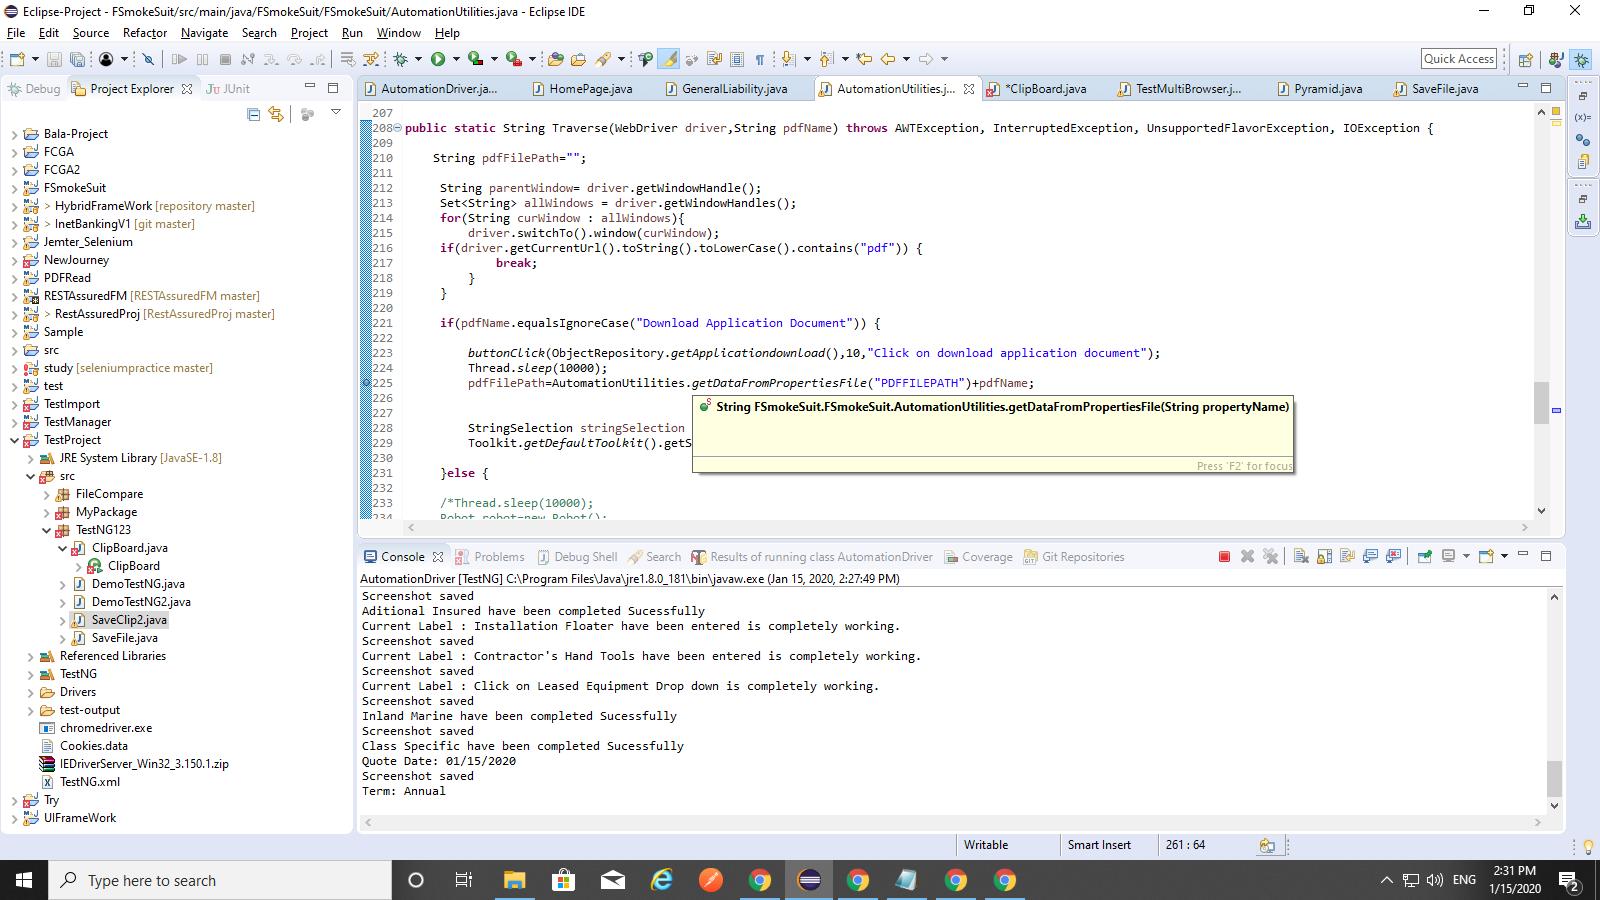 Eclipse-Project - FSmokeSuit/src/main/java/FSmokeSuit/FSmokeSuit/AutomationUtilities.java - Eclipse IDE
File Edit Source Refactor Navigate Search Project Run Window Help
Quick Access
Debug Project Explorer JUnit
AutomationDriver.ja... HomePage.java GeneralLiability.java AutomationUtilities.j... *ClipBoard.java TestMultiBrowser.j... Pyramid.java SaveFile.java
Bala-Project
FCGA
FCGA2
FSmokeSuit
> HybridFrameWork [repository master]
> InetBankingV1 [git master]
Jemter_Selenium
NewJourney
PDFRead
RESTAssuredFM [RESTAssuredFM master]
> RestAssuredProj [RestAssuredProj master]
Sample
src
study [seleniumpractice master]
test
TestImport
TestManager
TestProject
JRE System Library [JavaSE-1.8]
src
FileCompare
MyPackage
TestNG123
ClipBoard.java
ClipBoard
DemoTestNG.java
DemoTestNG2.java
SaveClip2.java
SaveFile.java
Referenced Libraries
TestNG
Drivers
test-output
chromedriver.exe
Cookies.data
IEDriverServer_Win32_3.150.1.zip
TestNG.xml
Try
UIFrameWork
207
208 public static String Traverse(WebDriver driver,String pdfName) throws AWTException, InterruptedException, UnsupportedFlavorException, IOException {
209
210 String pdfFilePath="";
211
212 String parentWindow= driver.getWindowHandle();
213 Set<String> allWindows = driver.getWindowHandles();
214 for(String curWindow : allWindows){
215 driver.switchTo().window(curWindow);
216 if(driver.getCurrentUrl().toString().toLowerCase().contains("pdf")) {
217 break;
218 }
219 }
220
221 if(pdfName.equalsIgnoreCase("Download Application Document")) {
222
223 buttonClick(ObjectRepository.getApplicationdownload(),10,"Click on download application document");
224 Thread.sleep(10000);
225 pdfFilePath=AutomationUtilities.getDataFromPropertiesFile("PDFFILEPATH")+pdfName;
226
227
228 StringSelection stringSelection
229 Toolkit.getDefaultToolkit().getS
230
231 }else {
232
233 /*Thread.sleep(10000);
234 Robot robot=new Robot();
String FSmokeSuit.FSmokeSuit.AutomationUtilities.getDataFromPropertiesFile(String propertyName)
Press 'F2' for focus
Console Problems Debug Shell Search Results of running class AutomationDriver Coverage Git Repositories
AutomationDriver [TestNG] C:\Program Files\Java\jre1.8.0_181\bin\javaw.exe (Jan 15, 2020, 2:27:49 PM)
Screenshot saved
Aditional Insured have been completed Sucessfully
Current Label : Installation Floater have been entered is completely working.
Screenshot saved
Current Label : Contractor's Hand Tools have been entered is completely working.
Screenshot saved
Current Label : Click on Leased Equipment Drop down is completely working.
Screenshot saved
Inland Marine have been completed Sucessfully
Screenshot saved
Class Specific have been completed Sucessfully
Quote Date: 01/15/2020
Screenshot saved
Term: Annual
Writable Smart Insert 261 : 64
Type here to search
ENG
2:31 PM
1/15/2020
2